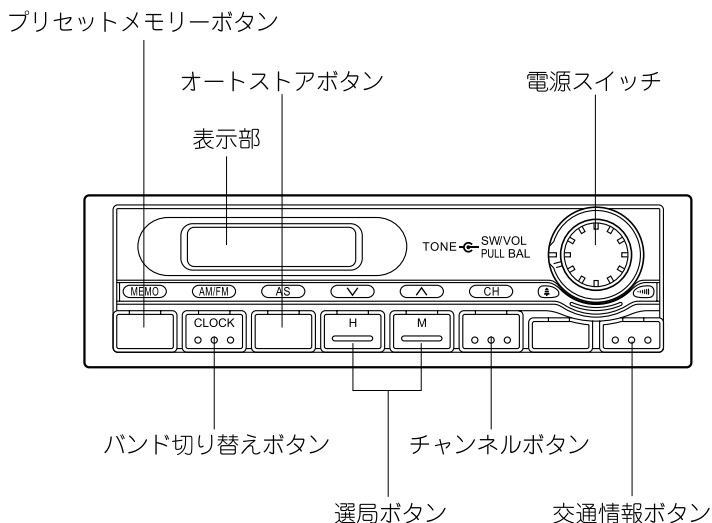 プリセットメモリーボタン
オートストアボタン
電源スイッチ
表示部
TONE
SW/VOL
PULL BAL
MEMO
AM/FM
AS
CH
CLOCK
H
M
バンド切り替えボタン
チャンネルボタン
選局ボタン
交通情報ボタン